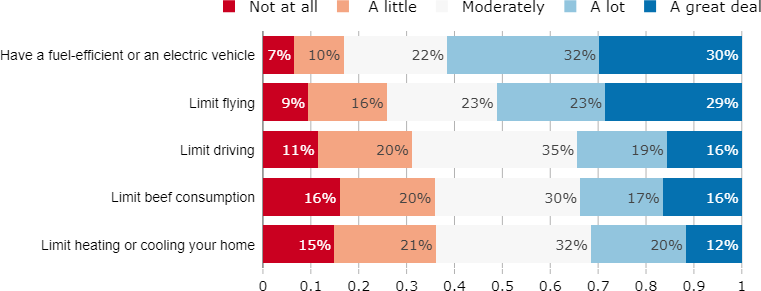 Not at all A little Moderately A lot A great deal
Have a fuel-efficient or an electric vehicle 7% 10% 22% 32% 30%
Limit flying 9% 16% 23% 23% 29%
Limit driving 11% 20% 35% 19% 16%
Limit beef consumption 16% 20% 30% 17% 16%
Limit heating or cooling your home 15% 21% 32% 20% 12%
0 0.1 0.2 0.3 0.4 0.5 0.6 0.7 0.8 0.9 1